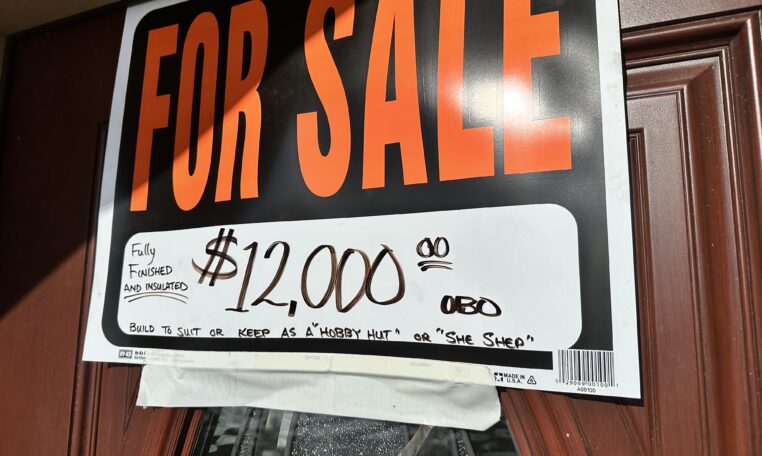 FOR SALE
Fully
FINISHED
AND INSULATED
$12,000 00
OBO
BUILD TO SUIT OR KEEP AS A "HOBBY HUT" OR "SHE SHED"
MADE IN
U.S.A.
A00100